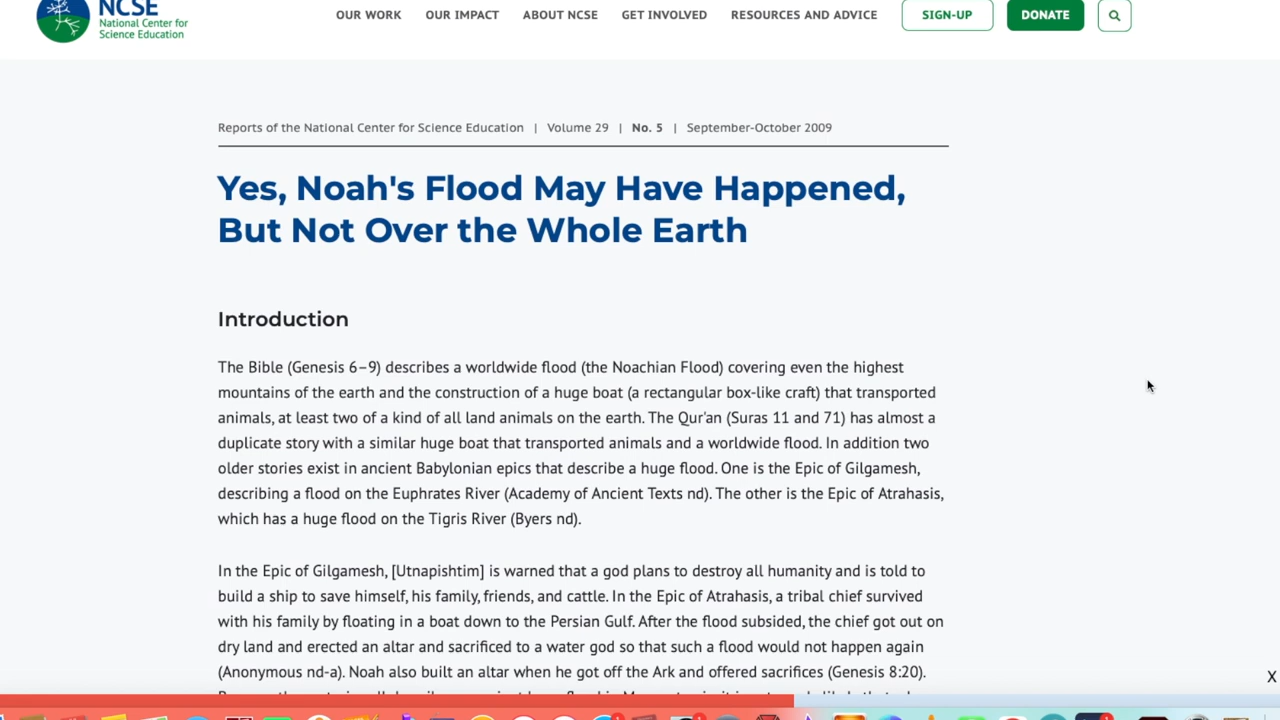 NCSE
National Center for
Science Education
OUR WORK OUR IMPACT ABOUT NCSE GET INVOLVED RESOURCES AND ADVICE SIGN-UP DONATE
Reports of the National Center for Science Education | Volume 29 | No. 5 | September-October 2009
Yes, Noah's Flood May Have Happened,
But Not Over the Whole Earth
Introduction
The Bible (Genesis 6–9) describes a worldwide flood (the Noachian Flood) covering even the highest
mountains of the earth and the construction of a huge boat (a rectangular box-like craft) that transported
animals, at least two of a kind of all land animals on the earth. The Qur'an (Suras 11 and 71) has almost a
duplicate story with a similar huge boat that transported animals and a worldwide flood. In addition two
older stories exist in ancient Babylonian epics that describe a huge flood. One is the Epic of Gilgamesh,
describing a flood on the Euphrates River (Academy of Ancient Texts nd). The other is the Epic of Atrahasis,
which has a huge flood on the Tigris River (Byers nd).
In the Epic of Gilgamesh, [Utnapishtim] is warned that a god plans to destroy all humanity and is told to
build a ship to save himself, his family, friends, and cattle. In the Epic of Atrahasis, a tribal chief survived
with his family by floating in a boat down to the Persian Gulf. After the flood subsided, the chief got out on
dry land and erected an altar and sacrificed to a water god so that such a flood would not happen again
(Anonymous nd-a). Noah also built an altar when he got off the Ark and offered sacrifices (Genesis 8:20).
X